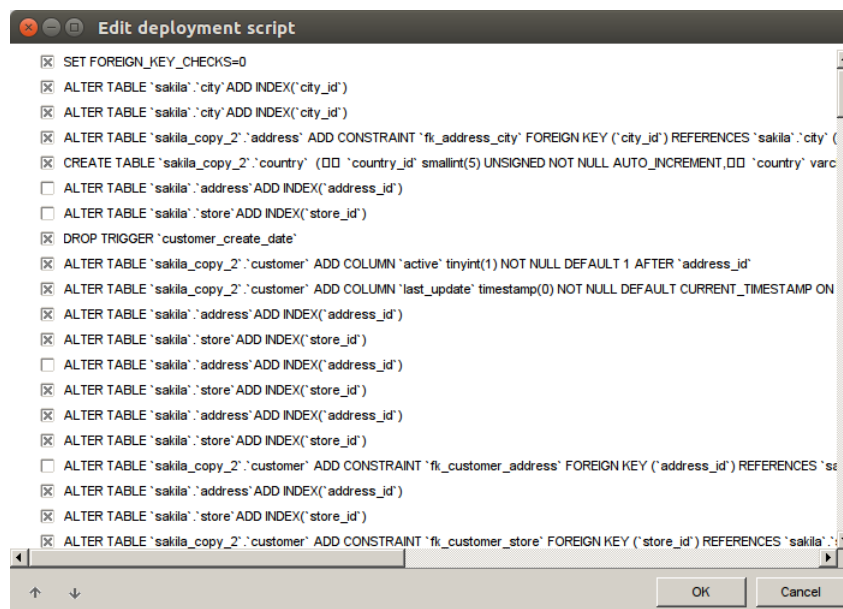 Edit deployment script
SET FOREIGN_KEY_CHECKS=0
ALTER TABLE `sakila`.`city`ADD INDEX(`city_id`)
ALTER TABLE `sakila`.`city`ADD INDEX(`city_id`)
ALTER TABLE `sakila_copy_2`.`address` ADD CONSTRAINT `fk_address_city` FOREIGN KEY (`city_id`) REFERENCES `sakila`.`city` (
CREATE TABLE `sakila_copy_2`.`country`  (□□  `country_id` smallint(5) UNSIGNED NOT NULL AUTO_INCREMENT,□□  `country` varc
ALTER TABLE `sakila`.`address`ADD INDEX(`address_id`)
ALTER TABLE `sakila`.`store`ADD INDEX(`store_id`)
DROP TRIGGER `customer_create_date`
ALTER TABLE `sakila_copy_2`.`customer` ADD COLUMN `active` tinyint(1) NOT NULL DEFAULT 1 AFTER `address_id`
ALTER TABLE `sakila_copy_2`.`customer` ADD COLUMN `last_update` timestamp(0) NOT NULL DEFAULT CURRENT_TIMESTAMP ON
ALTER TABLE `sakila`.`address`ADD INDEX(`address_id`)
ALTER TABLE `sakila`.`store`ADD INDEX(`store_id`)
ALTER TABLE `sakila`.`address`ADD INDEX(`address_id`)
ALTER TABLE `sakila`.`store`ADD INDEX(`store_id`)
ALTER TABLE `sakila`.`address`ADD INDEX(`address_id`)
ALTER TABLE `sakila`.`store`ADD INDEX(`store_id`)
ALTER TABLE `sakila_copy_2`.`customer` ADD CONSTRAINT `fk_customer_address` FOREIGN KEY (`address_id`) REFERENCES `sa
ALTER TABLE `sakila`.`address`ADD INDEX(`address_id`)
ALTER TABLE `sakila`.`store`ADD INDEX(`store_id`)
ALTER TABLE `sakila_copy_2`.`customer` ADD CONSTRAINT `fk_customer_store` FOREIGN KEY (`store_id`) REFERENCES `sakila`.`s
OK
Cancel